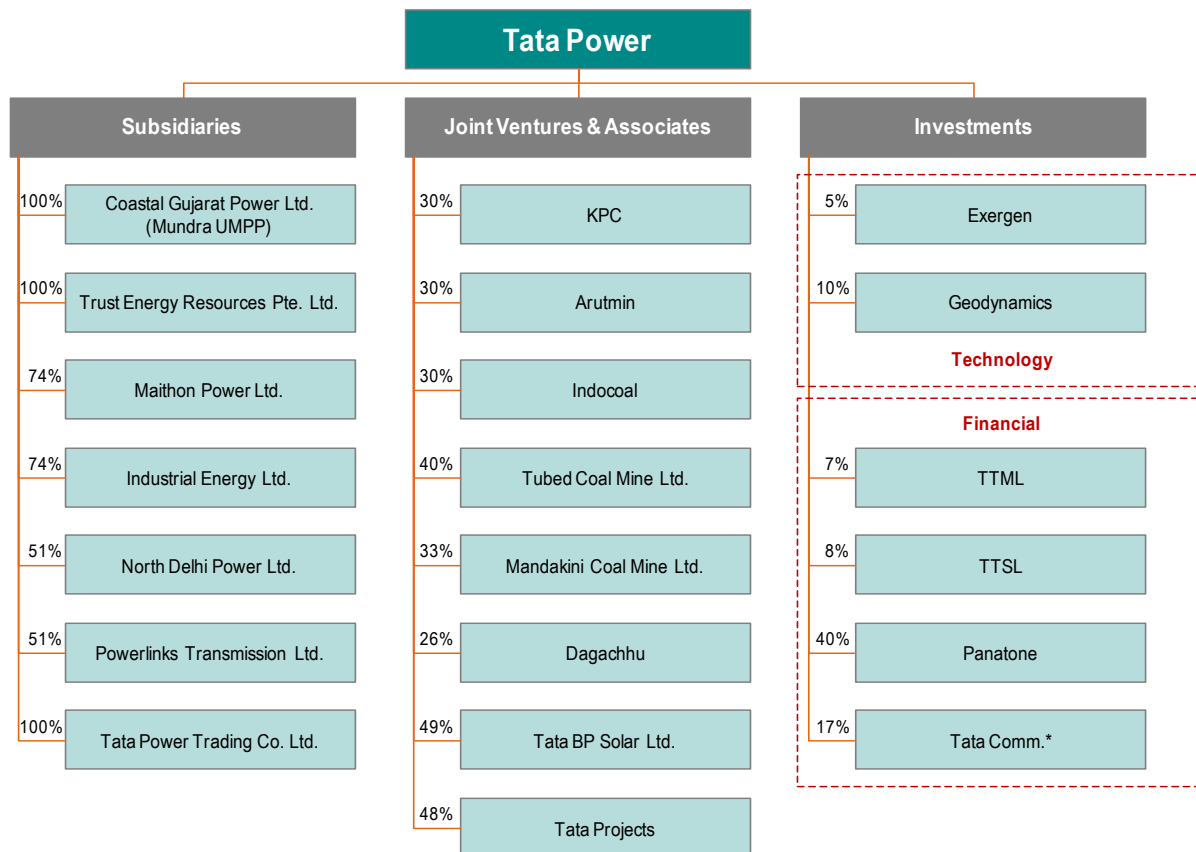 Tata Power
Subsidiaries
100%
Coastal Gujarat Power Ltd.
(Mundra UMPP)
100%
Trust Energy Resources Pte. Ltd.
74%
Maithon Power Ltd.
74%
Industrial Energy Ltd.
51%
North Delhi Power Ltd.
51%
Powerlinks Transmission Ltd.
100%
Tata Power Trading Co. Ltd.
Joint Ventures & Associates
30%
KPC
30%
Arutmin
30%
Indocoal
40%
Tubed Coal Mine Ltd.
33%
Mandakini Coal Mine Ltd.
26%
Dagachhu
49%
Tata BP Solar Ltd.
48%
Tata Projects
Investments
5%
Exergen
10%
Geodynamics
Technology
Financial
7%
TTML
8%
TTSL
40%
Panatone
17%
Tata Comm.*